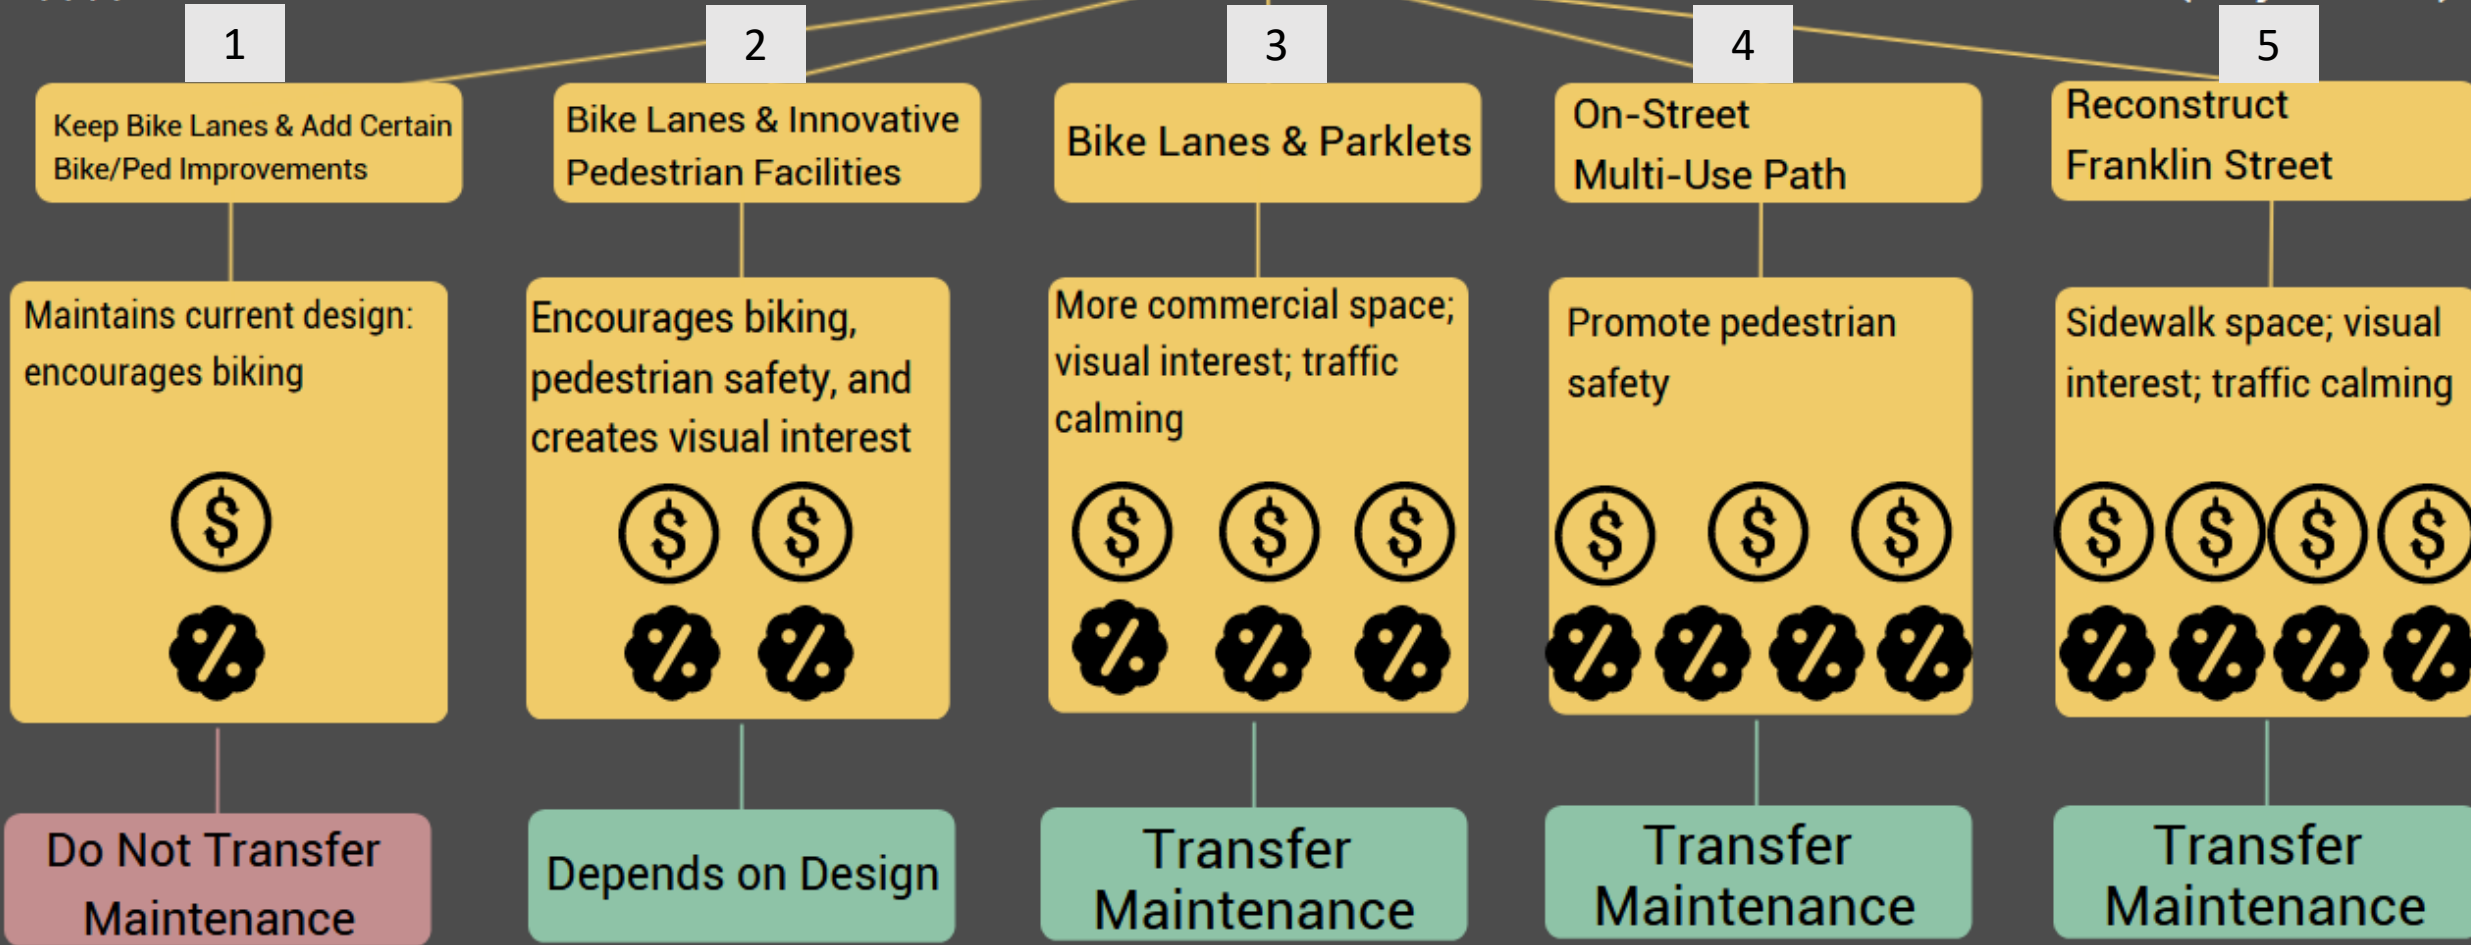 1
2
3
4
5
Keep Bike Lanes & Add Certain
Bike/Ped Improvements
Bike Lanes & Innovative
Pedestrian Facilities
Bike Lanes & Parklets
On-Street
Multi-Use Path
Reconstruct
Franklin Street
Maintains current design:
encourages biking
$
%
Encourages biking,
pedestrian safety, and
creates visual interest
$ $
% %
More commercial space;
visual interest; traffic
calming
$ $ $
% % %
Promote pedestrian
safety
$ $ $
% % % %
Sidewalk space; visual
interest; traffic calming
$ $ $ $
% % % %
Do Not Transfer
Maintenance
Depends on Design
Transfer
Maintenance
Transfer
Maintenance
Transfer
Maintenance